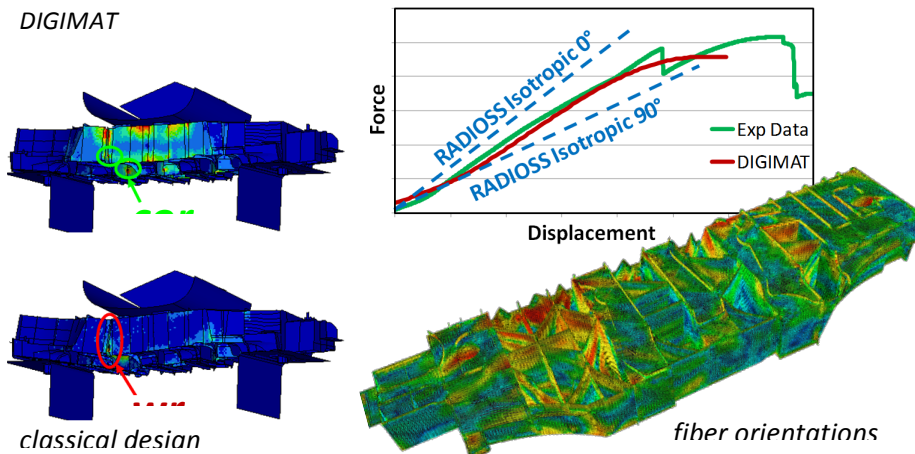 DIGIMAT
RADIOSS Isotropic 0°
RADIOSS Isotropic 90°
Exp Data
DIGIMAT
Force
Displacement
classical design
fiber orientations